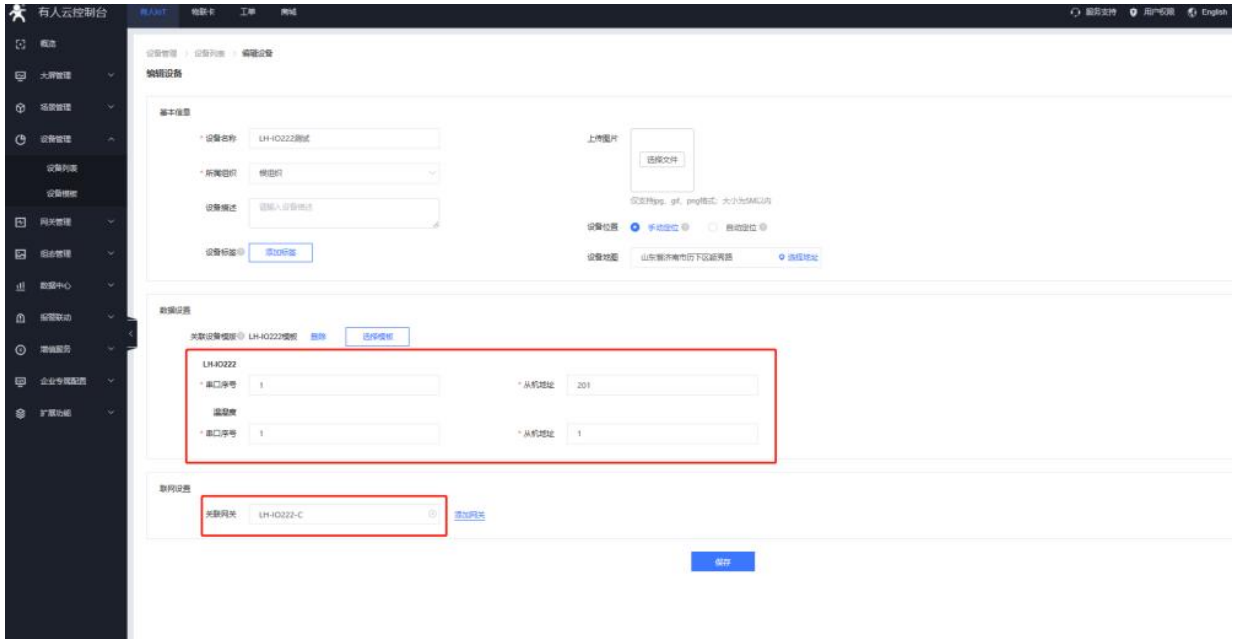 有人云控制台
有人IoT 物联卡 工单 商城
服务支持 用户权限 English
概览
大屏管理
场景管理
设备管理
设备列表
设备模板
网关管理
组态管理
数据中心
报警联动
增值服务
企业专属配置
扩展功能
设备管理 设备列表 编辑设备
编辑设备
基本信息
* 设备名称 LH-IO222测试
上传图片
选择文件
* 所属组织 根组织
仅支持jpg、gif、png格式，大小为5M以内
设备描述 请输入设备描述
设备位置 手动定位 自动定位
设备标签 添加标签
设备地图 山东省济南市历下区 选择地址
数据设置
关联设备模版 LH-IO222模板 删除 选择模板
LH-IO222
* 串口序号 1 * 从机地址 201
温湿度
* 串口序号 1 * 从机地址 1
联网设置
关联网关 LH-IO222-C 添加网关
保存